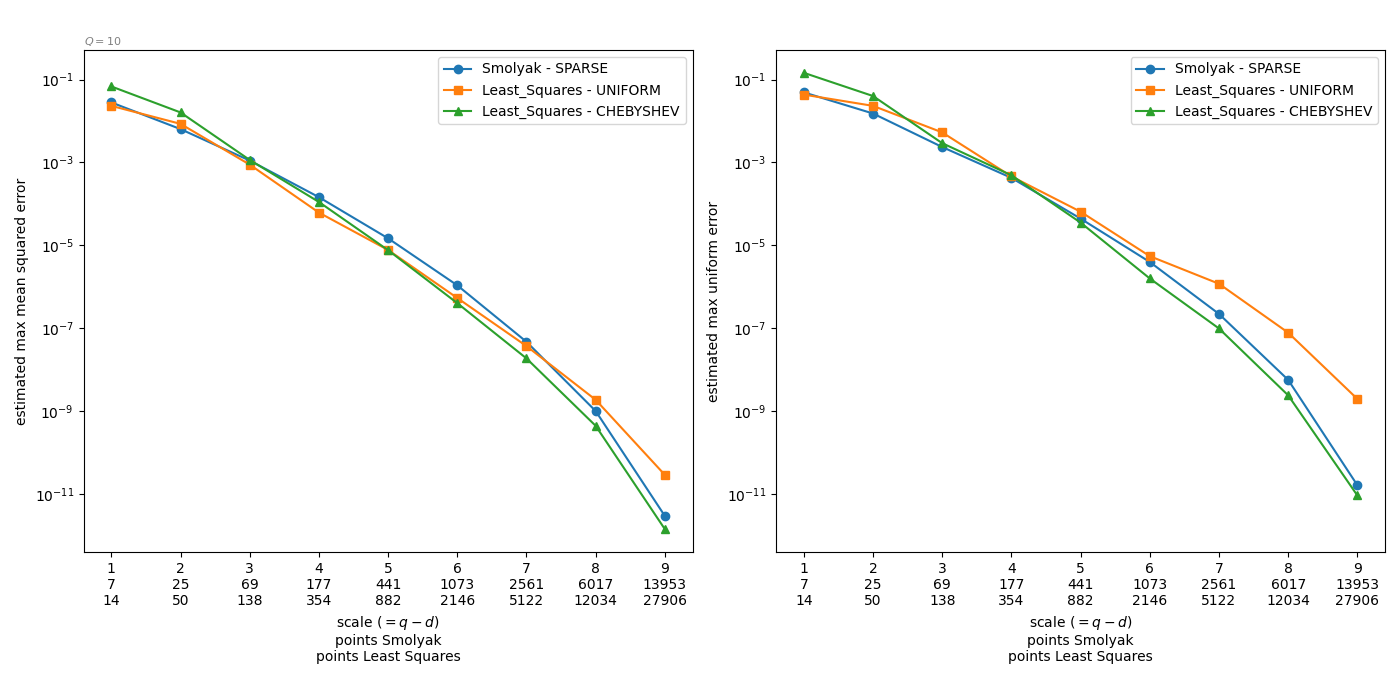 Q = 10
estimated max mean squared error
10⁻¹
10⁻³
10⁻⁵
10⁻⁷
10⁻⁹
10⁻¹¹
Smolyak - SPARSE
Least_Squares - UNIFORM
Least_Squares - CHEBYSHEV
1 2 3 4 5 6 7 8 9
7 25 69 177 441 1073 2561 6017 13953
14 50 138 354 882 2146 5122 12034 27906
scale (= q − d)
points Smolyak
points Least Squares
estimated max uniform error
10⁻¹
10⁻³
10⁻⁵
10⁻⁷
10⁻⁹
10⁻¹¹
Smolyak - SPARSE
Least_Squares - UNIFORM
Least_Squares - CHEBYSHEV
1 2 3 4 5 6 7 8 9
7 25 69 177 441 1073 2561 6017 13953
14 50 138 354 882 2146 5122 12034 27906
scale (= q − d)
points Smolyak
points Least Squares